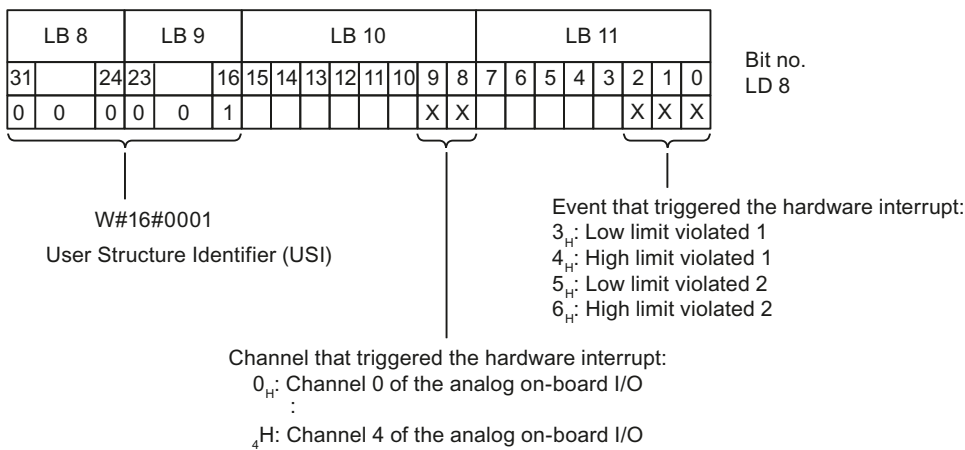 LB 8 LB 9 LB 10 LB 11
Bit no.
LD 8
31 24 23 16 15 14 13 12 11 10 9 8 7 6 5 4 3 2 1 0
0 0 0 0 0 1 X X X X X
W#16#0001
User Structure Identifier (USI)
Event that triggered the hardware interrupt:
3H: Low limit violated 1
4H: High limit violated 1
5H: Low limit violated 2
6H: High limit violated 2
Channel that triggered the hardware interrupt:
0H: Channel 0 of the analog on-board I/O
:
4H: Channel 4 of the analog on-board I/O